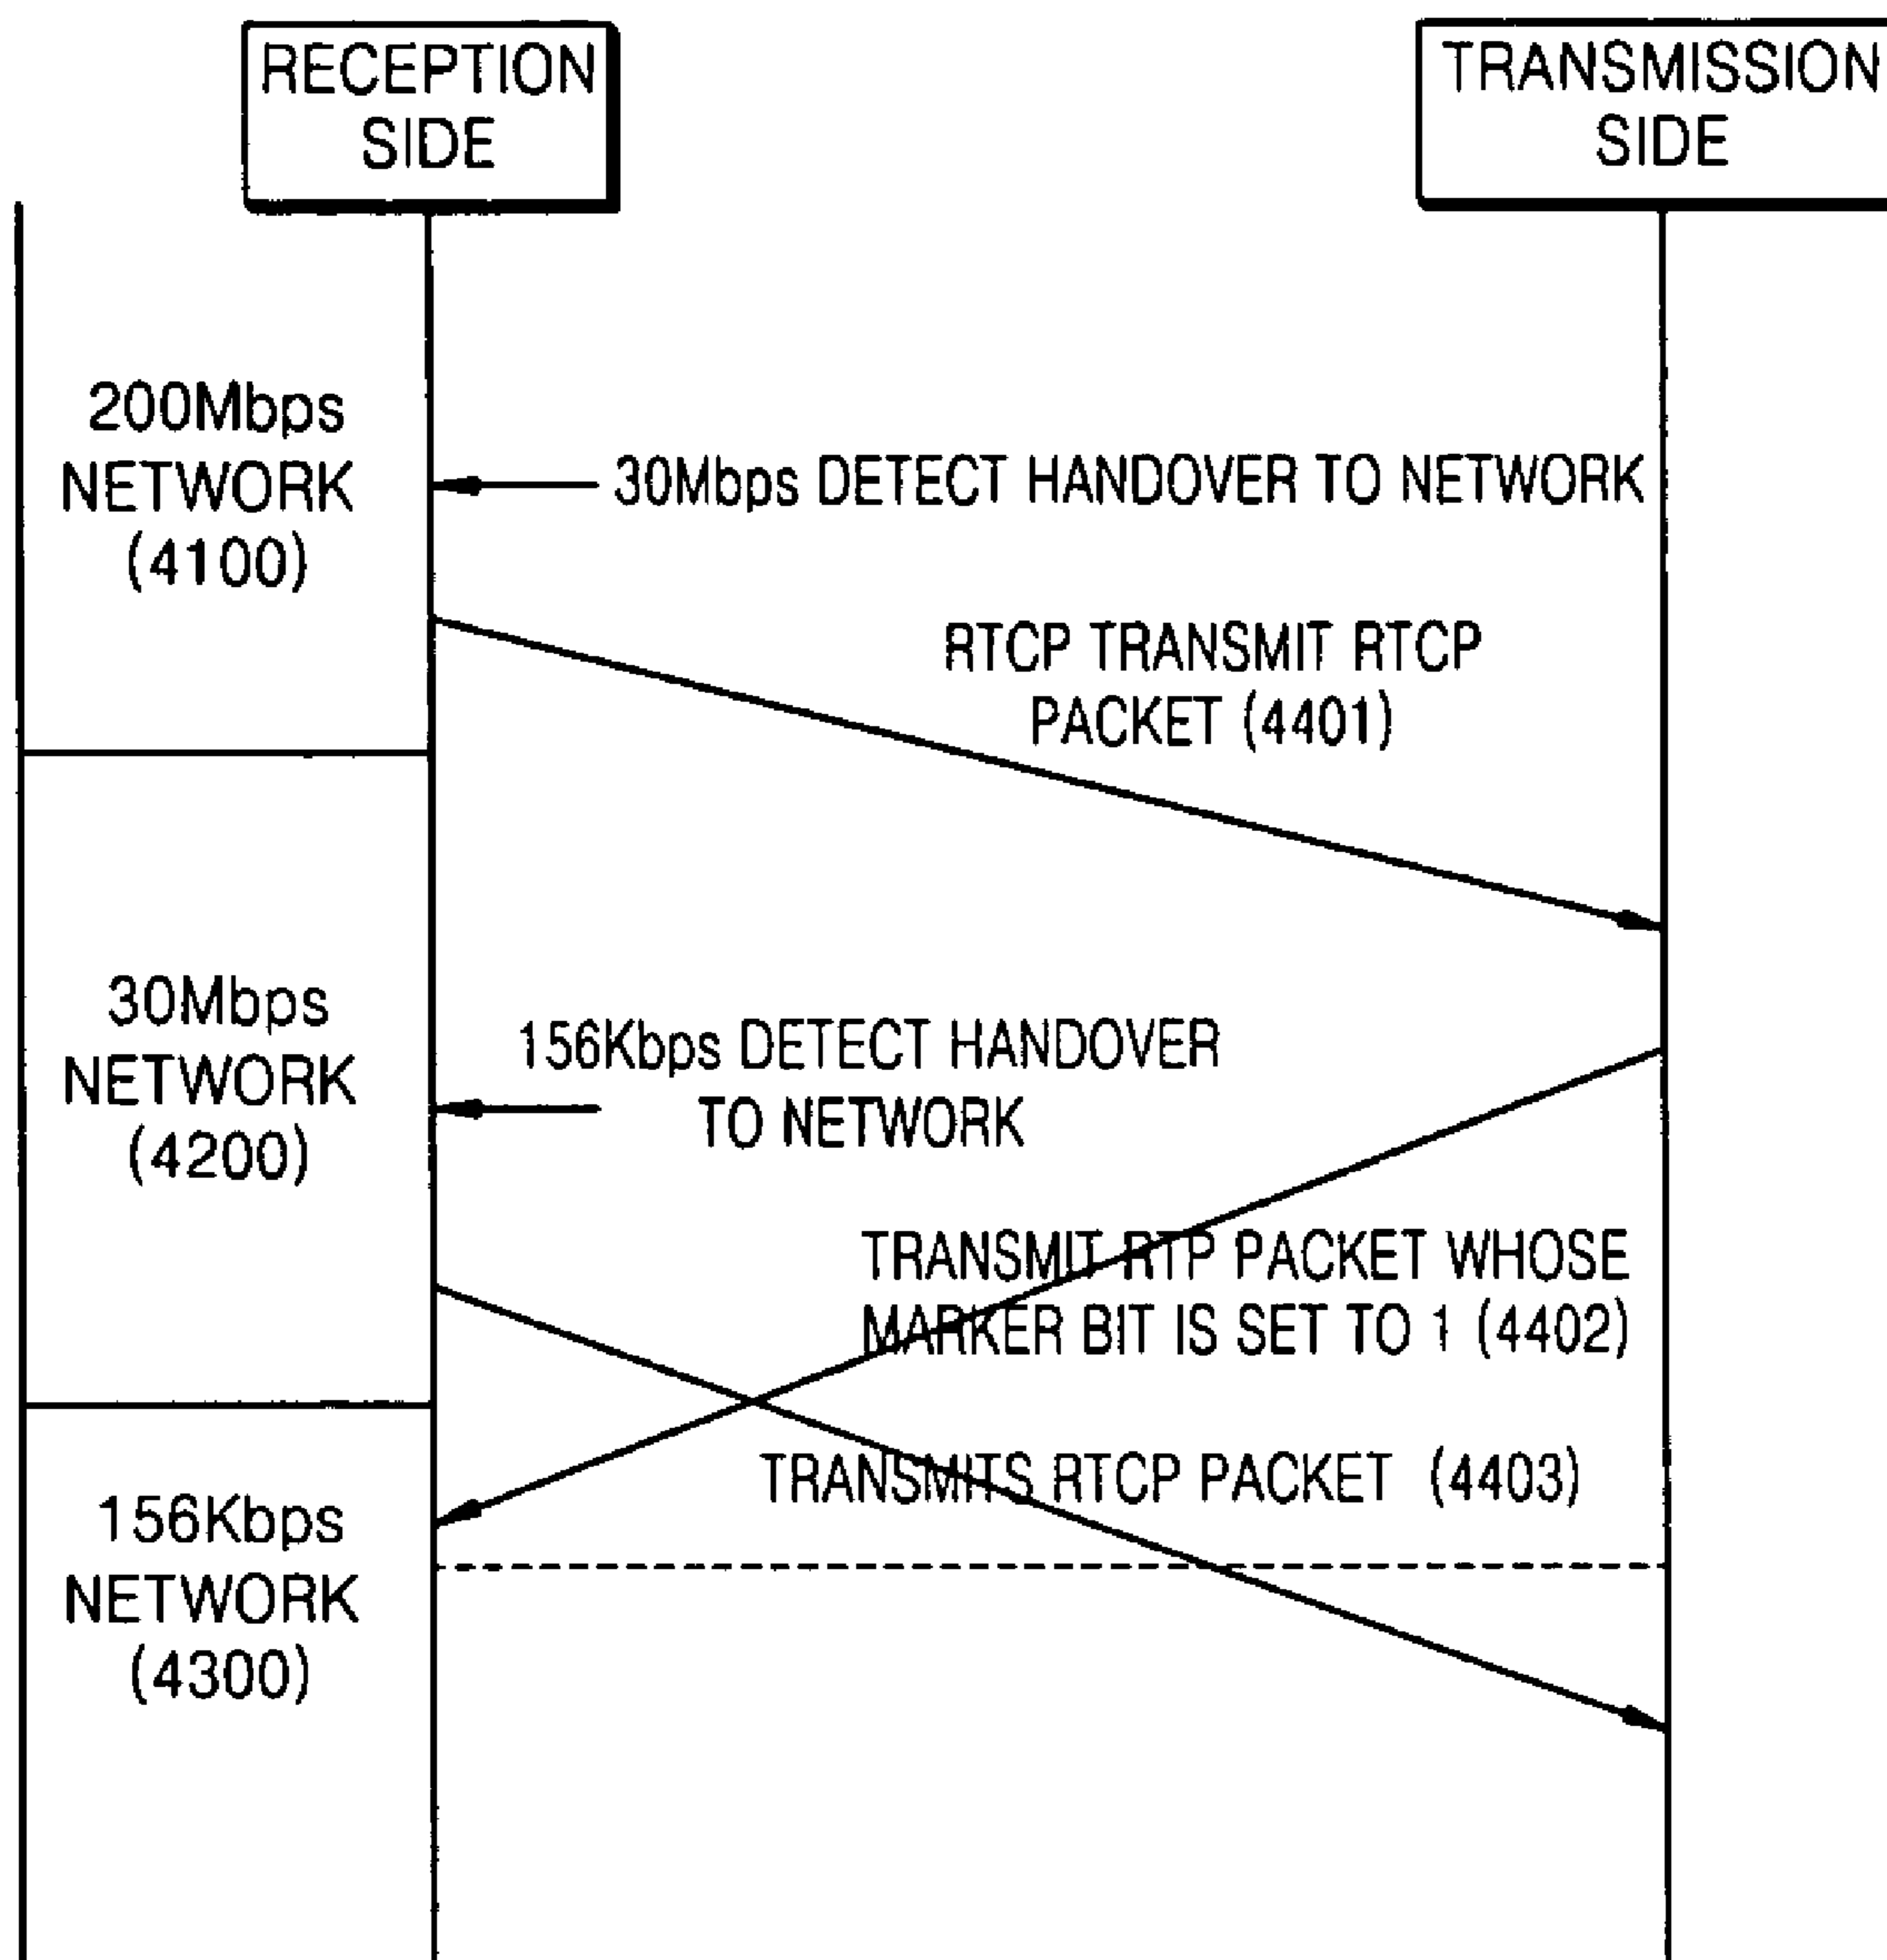 RECEPTION
SIDE
TRANSMISSION
SIDE
200Mbps
NETWORK
(4100)
30Mbps DETECT HANDOVER TO NETWORK
RTCP TRANSMIT RTCP
PACKET (4401)
30Mbps
NETWORK
(4200)
156Kbps DETECT HANDOVER
TO NETWORK
TRANSMIT RTP PACKET WHOSE
MARKER BIT IS SET TO 1 (4402)
TRANSMITS RTCP PACKET (4403)
156Kbps
NETWORK
(4300)